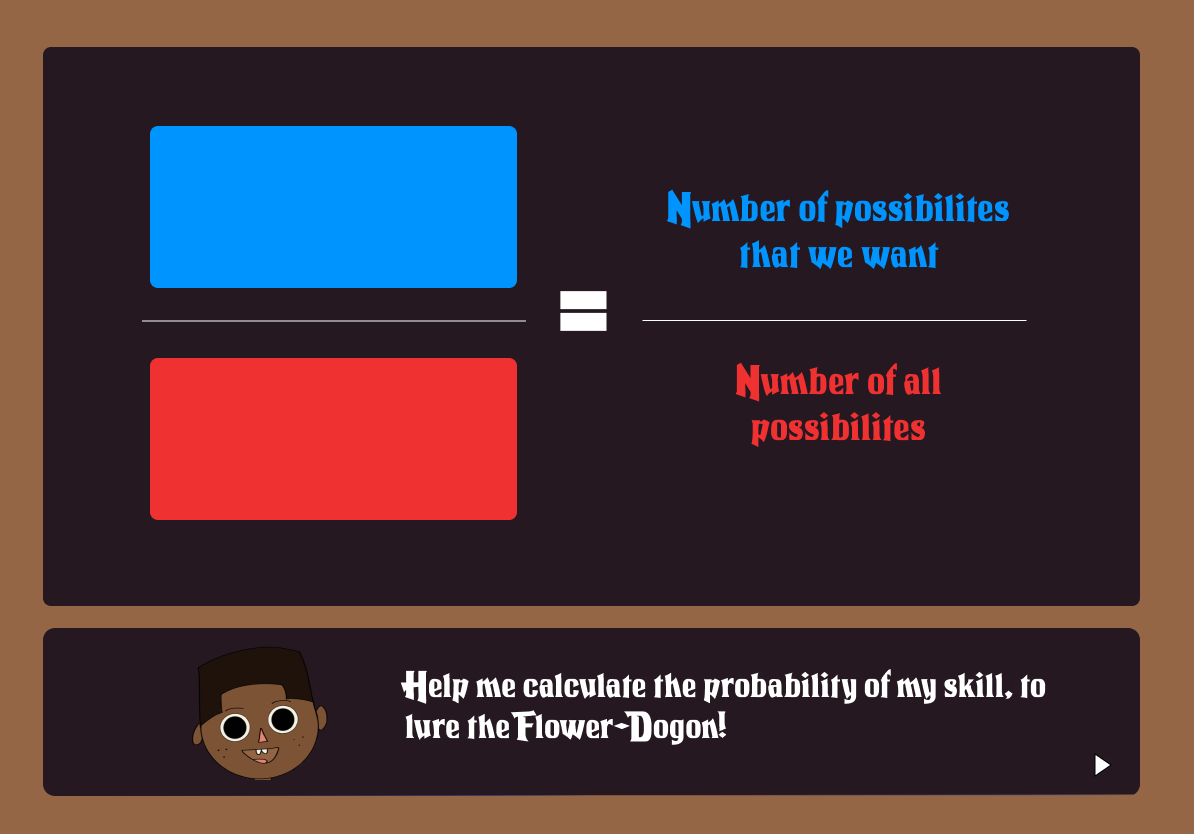 Number of possibilites
that we want
=
Number of all
possibilites
Help me calculate the probability of my skill, to
lure the Flower-Dogon!